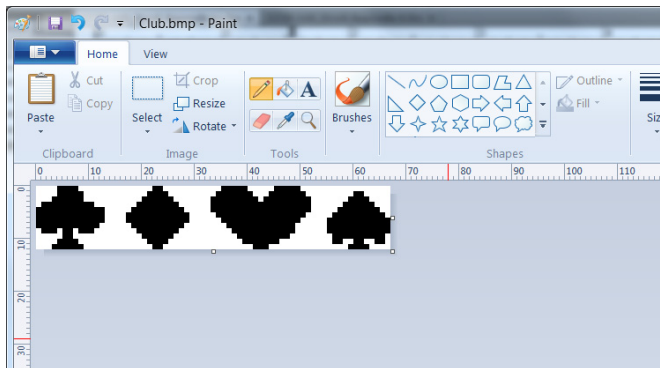 Club.bmp - Paint
Home View
Cut
Copy
Paste
Clipboard
Select
Crop
Resize
Rotate
Image
Tools
Brushes
Outline
Fill
Shapes
0 10 20 30 40 50 60 70 80 90 100 110
0
10
20
30